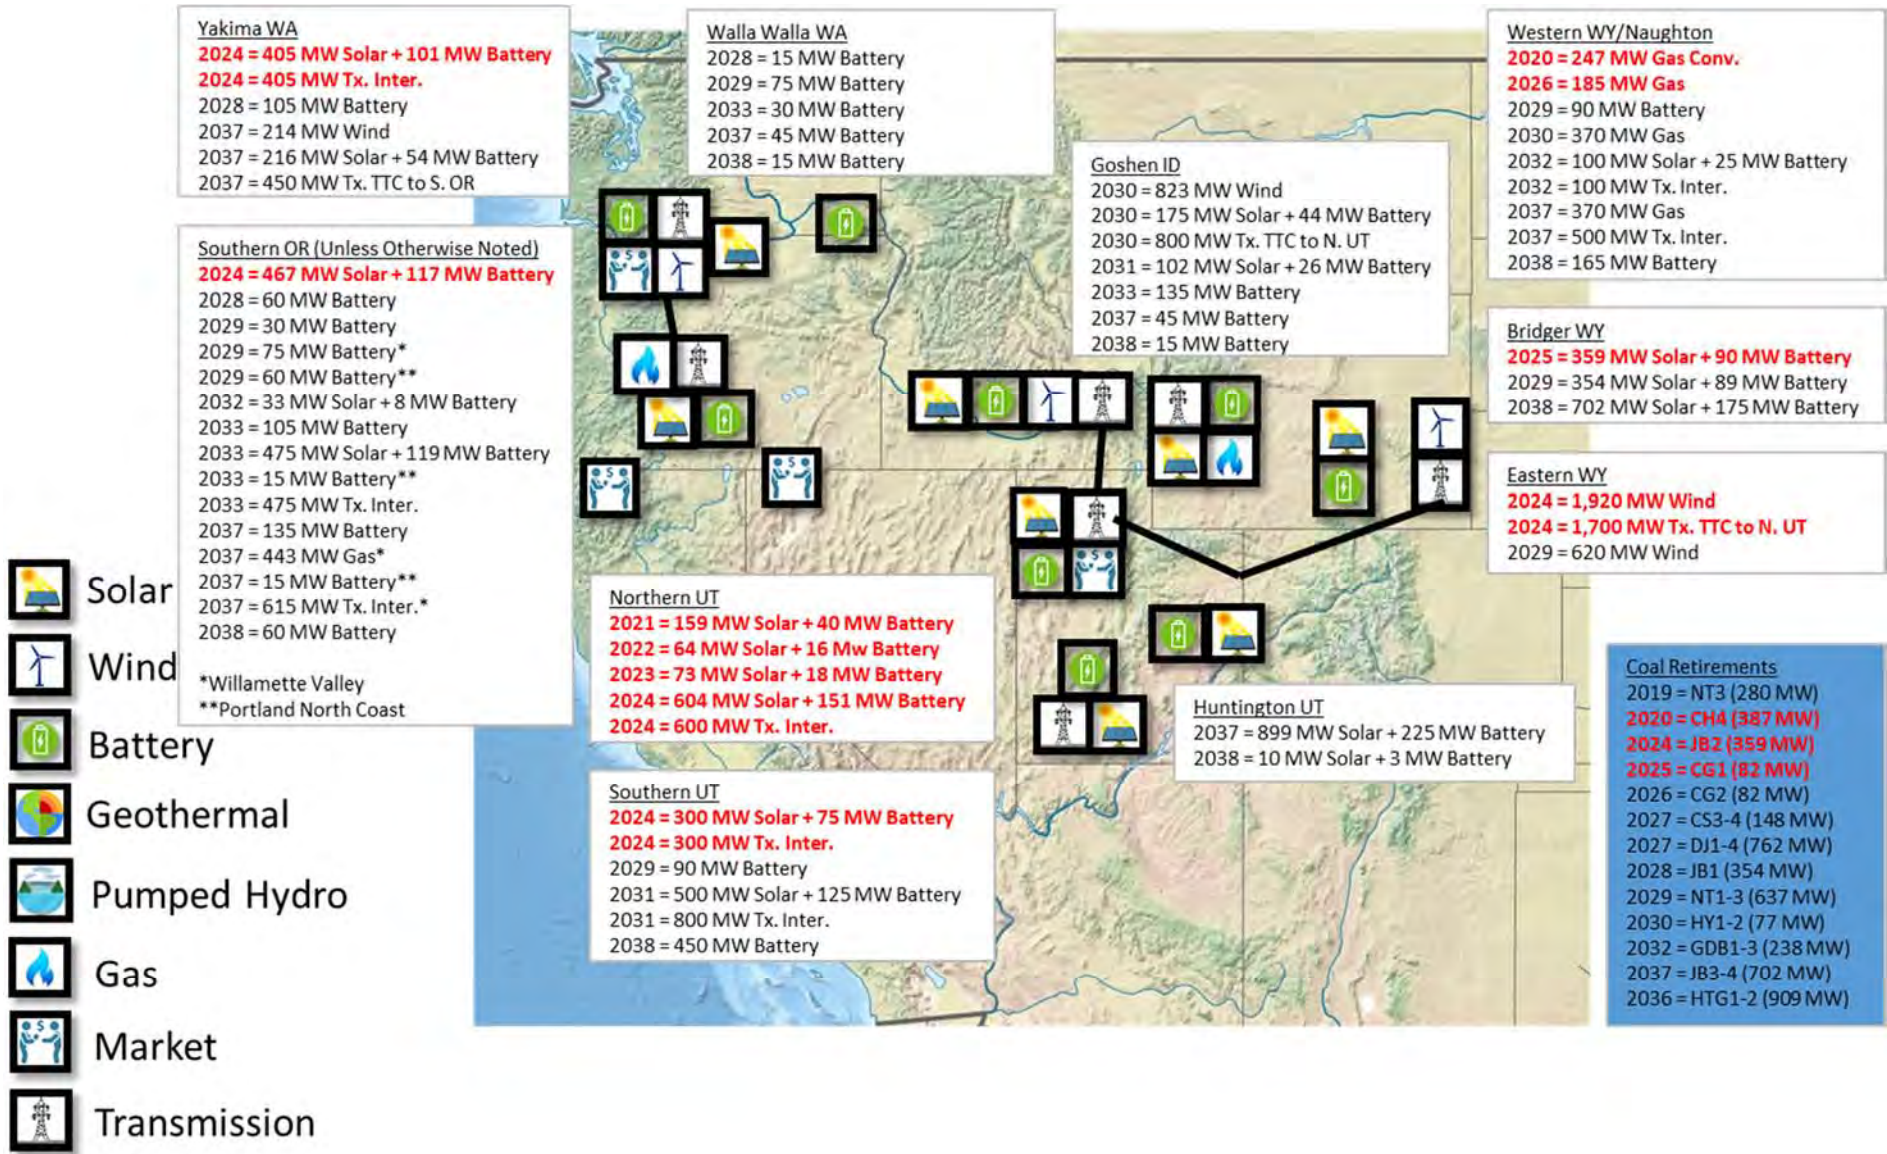 Yakima WA
2024 = 405 MW Solar + 101 MW Battery
2024 = 405 MW Tx. Inter.
2028 = 105 MW Battery
2037 = 214 MW Wind
2037 = 216 MW Solar + 54 MW Battery
2037 = 450 MW Tx. TTC to S. OR
Walla Walla WA
2028 = 15 MW Battery
2029 = 75 MW Battery
2033 = 30 MW Battery
2037 = 45 MW Battery
2038 = 15 MW Battery
Western WY/Naughton
2020 = 247 MW Gas Conv.
2026 = 185 MW Gas
2029 = 90 MW Battery
2030 = 370 MW Gas
2032 = 100 MW Solar + 25 MW Battery
2032 = 100 MW Tx. Inter.
2037 = 370 MW Gas
2037 = 500 MW Tx. Inter.
2038 = 165 MW Battery
Goshen ID
2030 = 823 MW Wind
2030 = 175 MW Solar + 44 MW Battery
2030 = 800 MW Tx. TTC to N. UT
2031 = 102 MW Solar + 26 MW Battery
2033 = 135 MW Battery
2037 = 45 MW Battery
2038 = 15 MW Battery
Southern OR (Unless Otherwise Noted)
2024 = 467 MW Solar + 117 MW Battery
2028 = 60 MW Battery
2029 = 30 MW Battery
2029 = 75 MW Battery*
2029 = 60 MW Battery**
2032 = 33 MW Solar + 8 MW Battery
2033 = 105 MW Battery
2033 = 475 MW Solar + 119 MW Battery
2033 = 15 MW Battery**
2033 = 475 MW Tx. Inter.
2037 = 135 MW Battery
2037 = 443 MW Gas*
2037 = 15 MW Battery**
2037 = 615 MW Tx. Inter.*
2038 = 60 MW Battery
*Willamette Valley
**Portland North Coast
Bridger WY
2025 = 359 MW Solar + 90 MW Battery
2029 = 354 MW Solar + 89 MW Battery
2038 = 702 MW Solar + 175 MW Battery
Eastern WY
2024 = 1,920 MW Wind
2024 = 1,700 MW Tx. TTC to N. UT
2029 = 620 MW Wind
Northern UT
2021 = 159 MW Solar + 40 MW Battery
2022 = 64 MW Solar + 16 Mw Battery
2023 = 73 MW Solar + 18 MW Battery
2024 = 604 MW Solar + 151 MW Battery
2024 = 600 MW Tx. Inter.
Huntington UT
2037 = 899 MW Solar + 225 MW Battery
2038 = 10 MW Solar + 3 MW Battery
Southern UT
2024 = 300 MW Solar + 75 MW Battery
2024 = 300 MW Tx. Inter.
2029 = 90 MW Battery
2031 = 500 MW Solar + 125 MW Battery
2031 = 800 MW Tx. Inter.
2038 = 450 MW Battery
Coal Retirements
2019 = NT3 (280 MW)
2020 = CH4 (387 MW)
2024 = JB2 (359 MW)
2025 = CG1 (82 MW)
2026 = CG2 (82 MW)
2027 = CS3-4 (148 MW)
2027 = DJ1-4 (762 MW)
2028 = JB1 (354 MW)
2029 = NT1-3 (637 MW)
2030 = HY1-2 (77 MW)
2032 = GDB1-3 (238 MW)
2037 = JB3-4 (702 MW)
2036 = HTG1-2 (909 MW)
Solar
Wind
Battery
Geothermal
Pumped Hydro
Gas
Market
Transmission